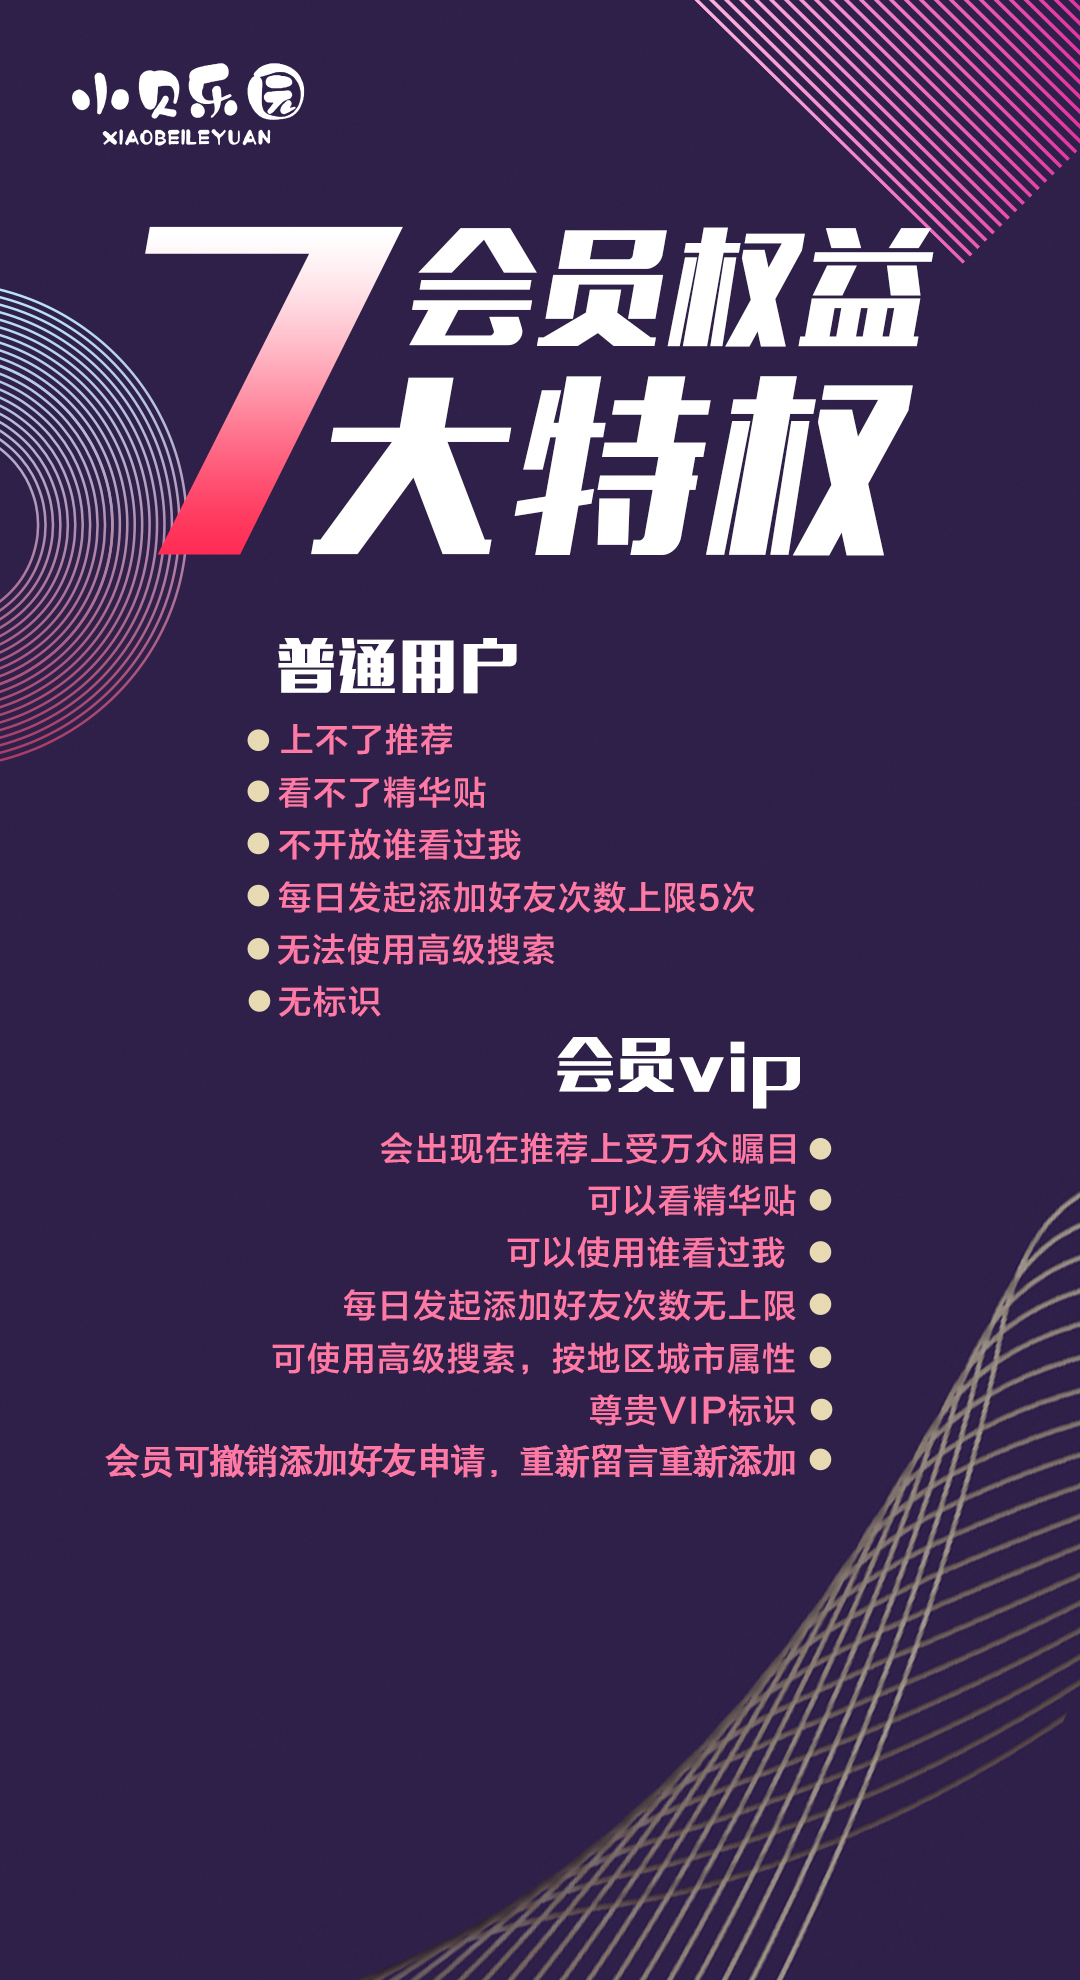 小贝乐园
XIAOBEILEYUAN
7会员权益
大特权
普通用户
上不了推荐
看不了精华贴
不开放谁看过我
每日发起添加好友次数上限5次
无法使用高级搜索
无标识
会员vip
会出现在推荐上受万众瞩目
可以看精华贴
可以使用谁看过我
每日发起添加好友次数无上限
可使用高级搜索，按地区城市属性
尊贵VIP标识
会员可撤销添加好友申请，重新留言重新添加